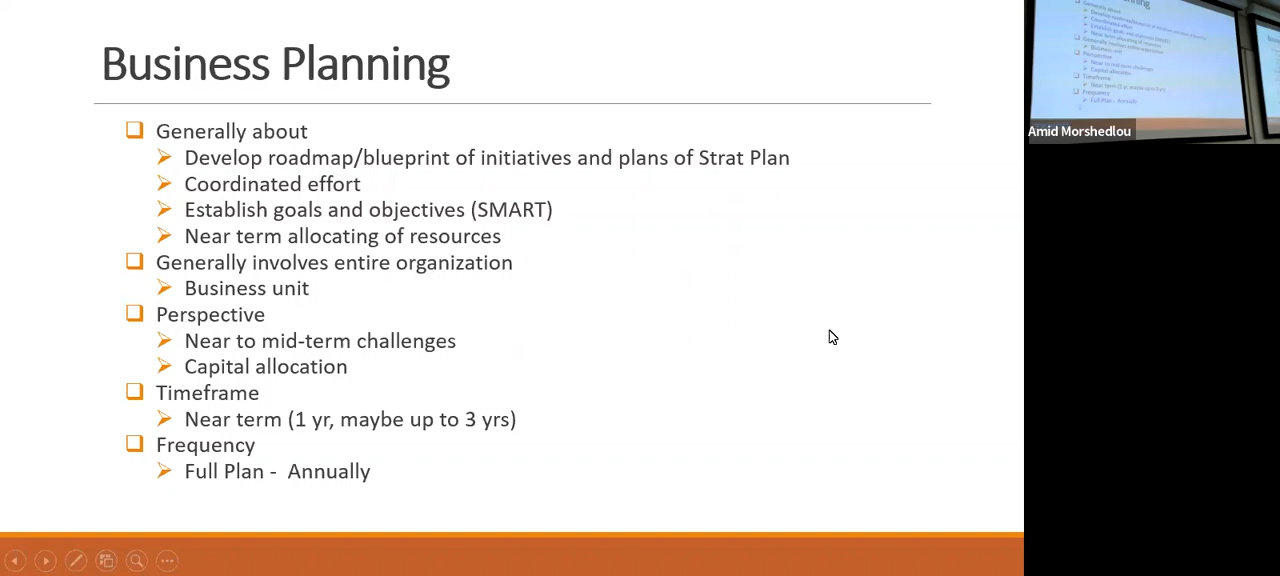 Business Planning
Generally about
Develop roadmap/blueprint of initiatives and plans of Strat Plan
Coordinated effort
Establish goals and objectives (SMART)
Near term allocating of resources
Generally involves entire organization
Business unit
Perspective
Near to mid-term challenges
Capital allocation
Timeframe
Near term (1 yr, maybe up to 3 yrs)
Frequency
Full Plan - Annually
Amid Morshedlou